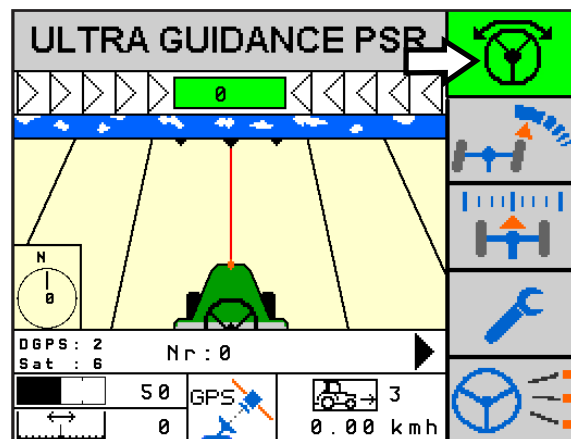 ULTRA GUIDANCE PSR
0
N
0
DGPS: 2
Sat : 6
Nr:0
50
GPS
3
0
0.00 kmh